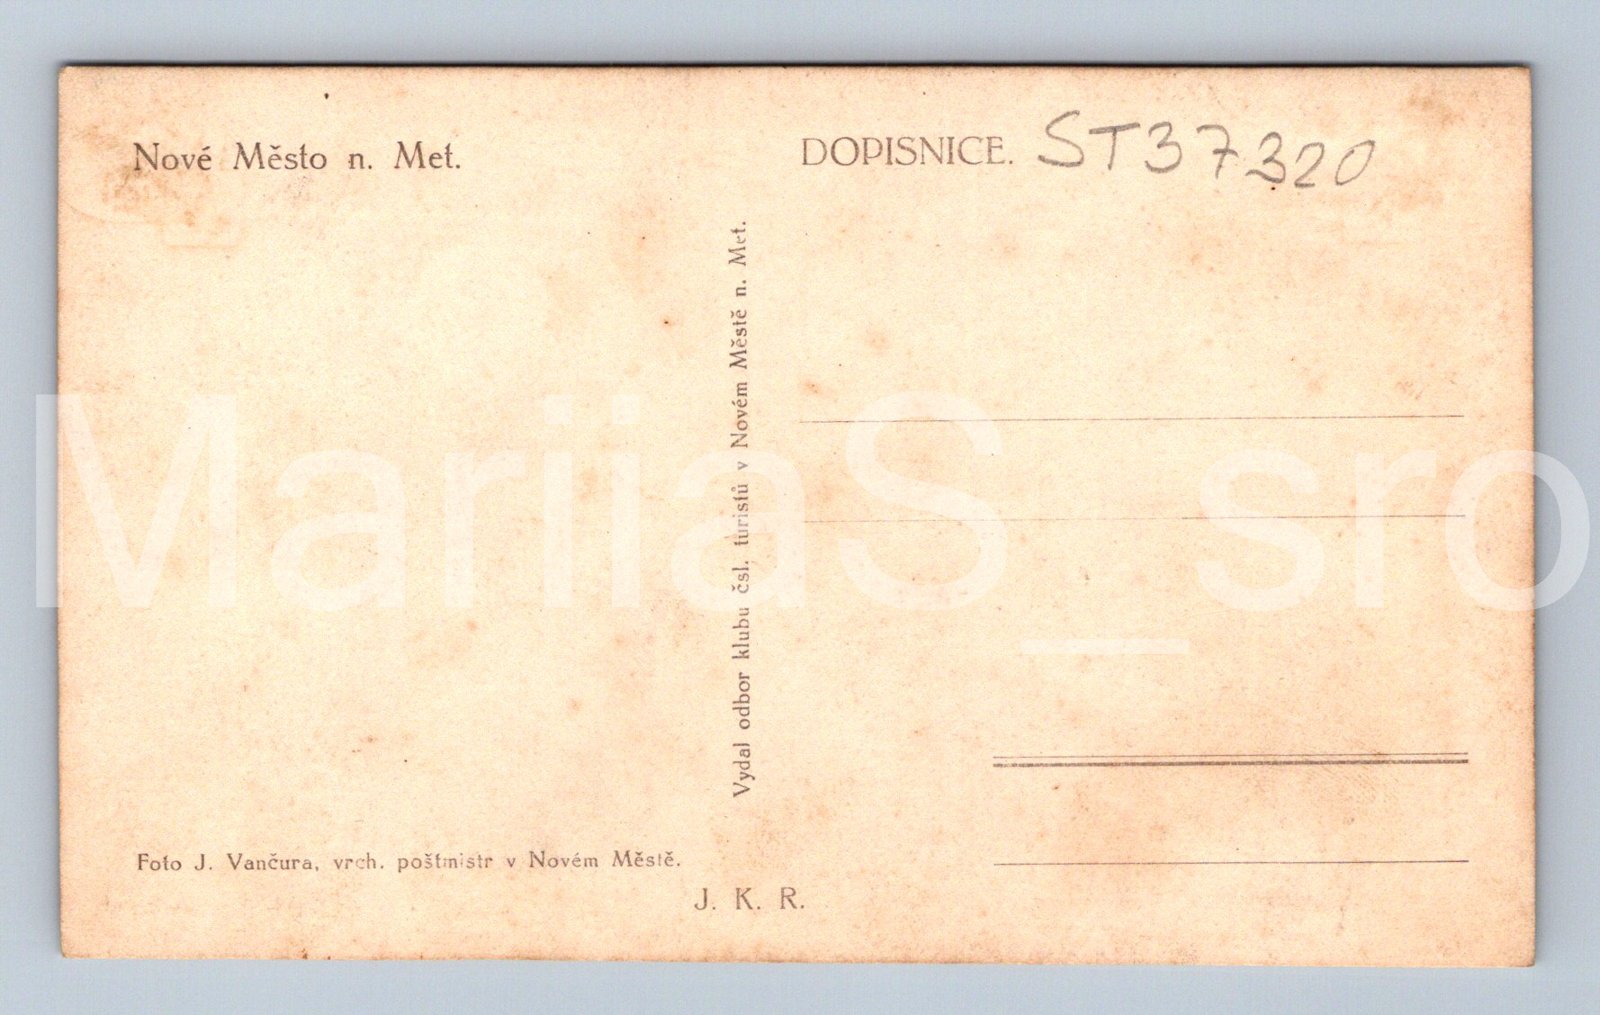 Nové Město n. Met.
DOPISNICE. ST37320
Vydal odbor klubu čsl. turistů v Novém Městě n. Met.
Foto J. Vančura, vrch. poštmistr v Novém Městě.
J. K. R.
MariiaS_sro